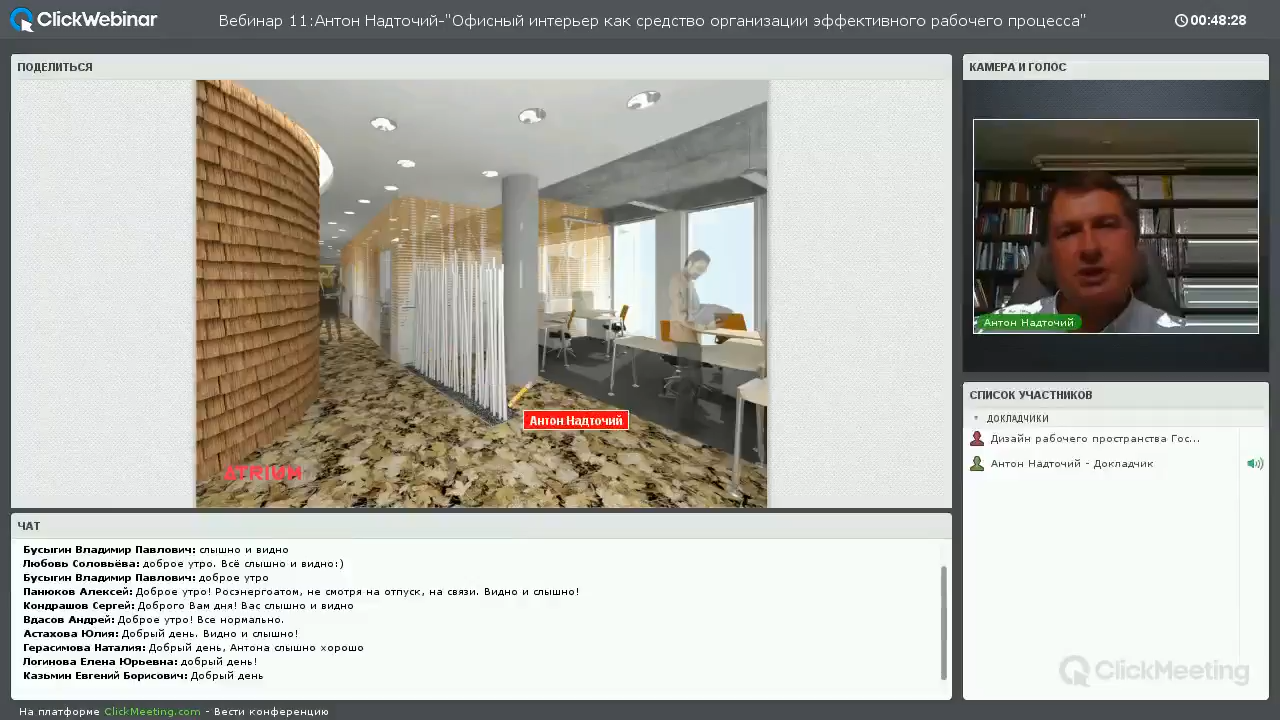 ClickWebinar
Вебинар 11:Антон Надточий-"Офисный интерьер как средство организации эффективного рабочего процесса"
00:48:28
ПОДЕЛИТЬСЯ
ATRIUM
Антон Надточий
КАМЕРА И ГОЛОС
Антон Надточий
СПИСОК УЧАСТНИКОВ
ДОКЛАДЧИКИ
Дизайн рабочего пространства Гос...
Антон Надточий - Докладчик
ЧАТ
Бусыгин Владимир Павлович: слышно и видно
Любовь Соловьёва: доброе утро. Всё слышно и видно:)
Бусыгин Владимир Павлович: доброе утро
Панюков Алексей: Доброе утро! Росэнергоатом, не смотря на отпуск, на связи. Видно и слышно!
Кондрашов Сергей: Доброго Вам дня! Вас слышно и видно
Вдасов Андрей: Доброе утро! Все нормально.
Астахова Юлия: Добрый день. Видно и слышно!
Герасимова Наталия: Добрый день, Антона слышно хорошо
Логинова Елена Юрьевна: добрый день!
Казьмин Евгений Борисович: Добрый день
ClickMeeting
На платформе ClickMeeting.com - Вести конференцию